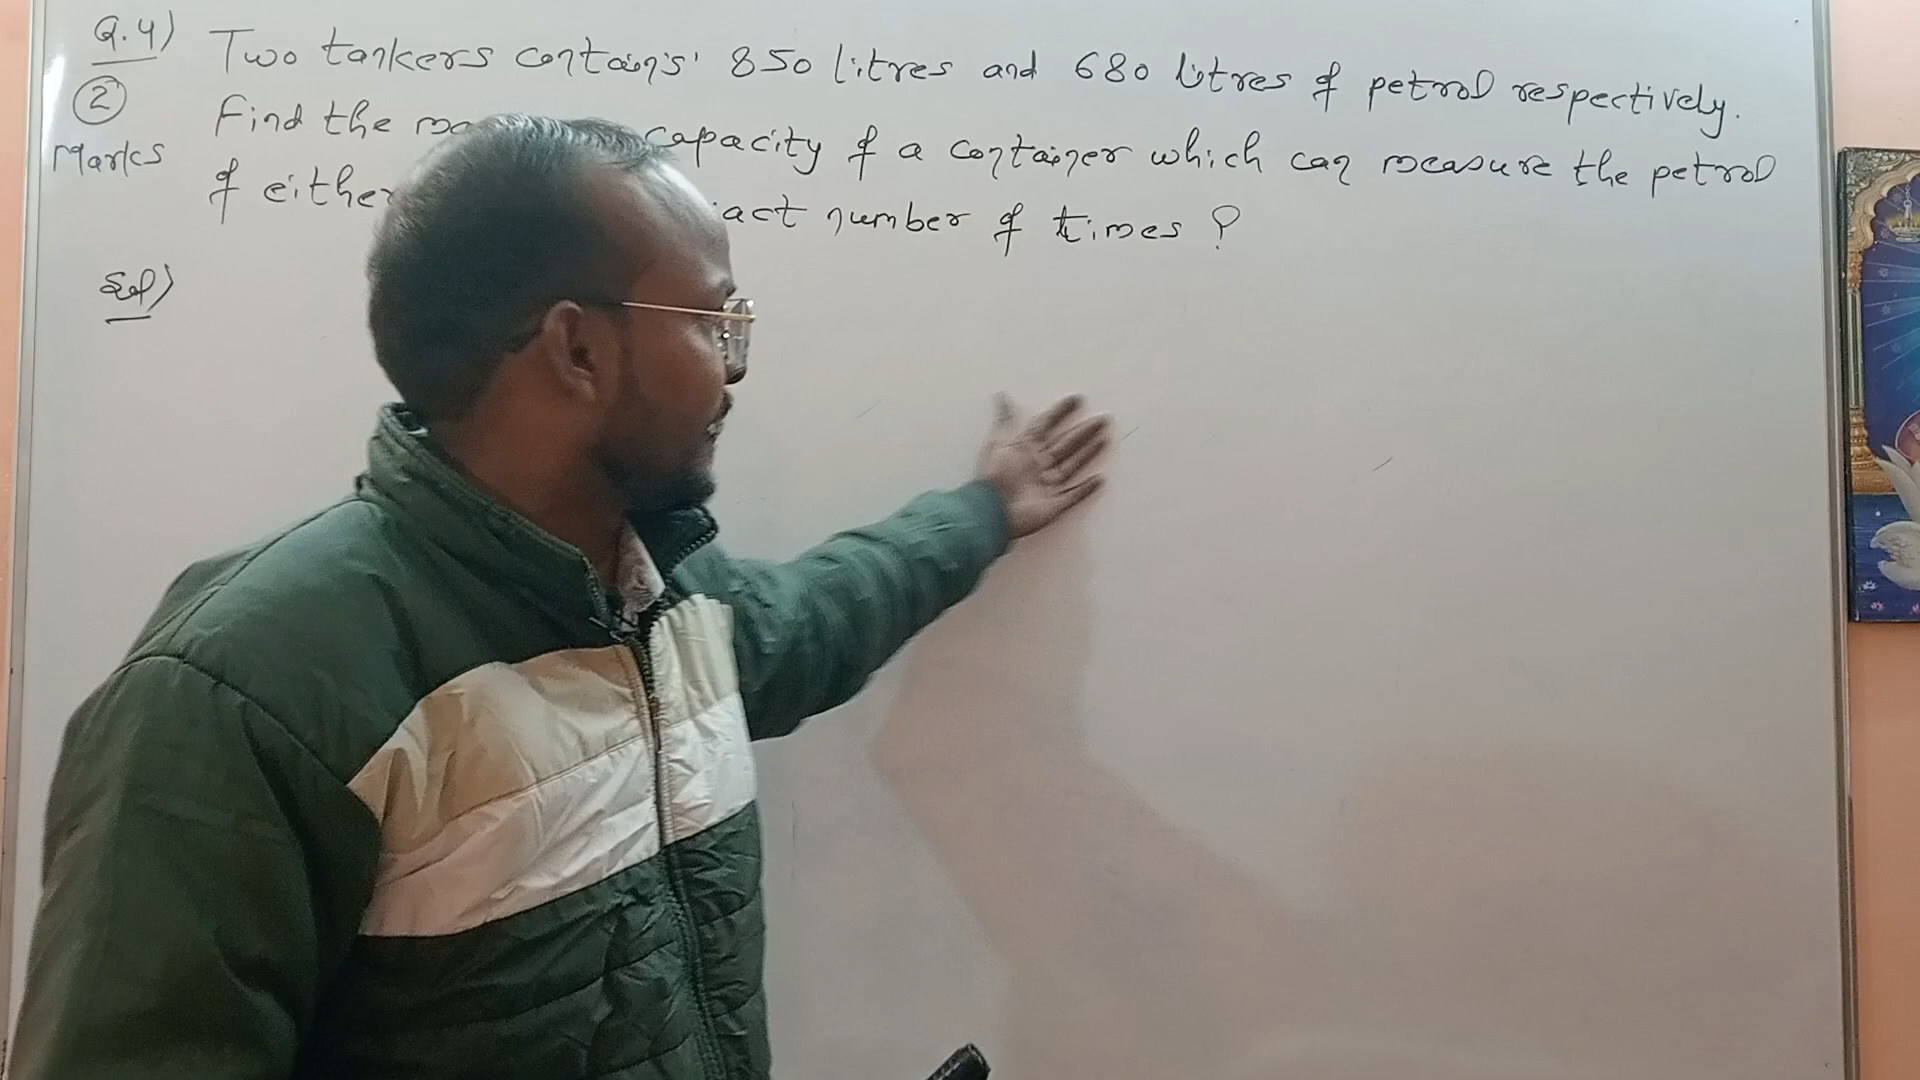 Q.4) Two tankers contains' 850 litres and 680 litres of petrol respectively.
② Find the capacity of a container which can measure the petrol
Marks
of either act number of times ?
Sol)